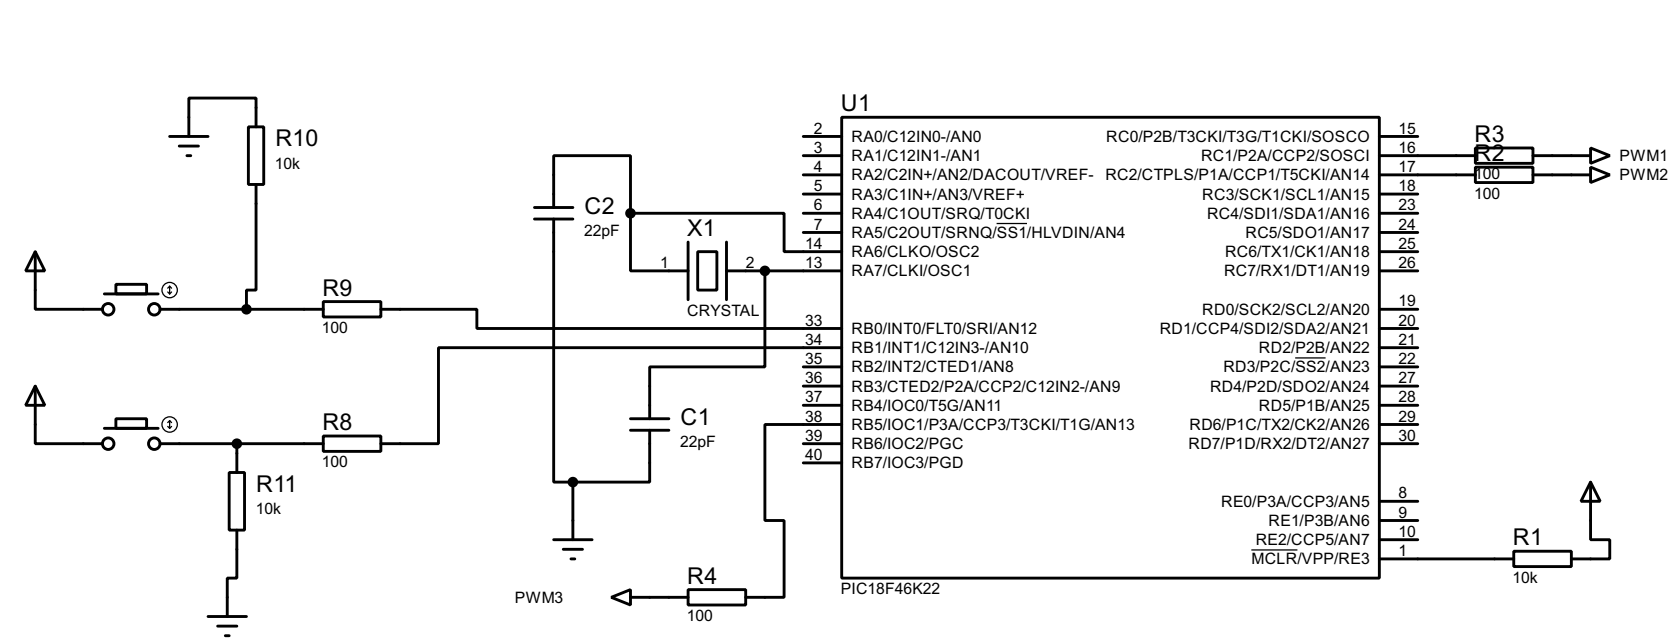 U1
2 RA0/C12IN0-/AN0 RC0/P2B/T3CKI/T3G/T1CKI/SOSCO 15
3 RA1/C12IN1-/AN1 RC1/P2A/CCP2/SOSCI 16
4 RA2/C2IN+/AN2/DACOUT/VREF- RC2/CTPLS/P1A/CCP1/T5CKI/AN14 17
5 RA3/C1IN+/AN3/VREF+ RC3/SCK1/SCL1/AN15 18
6 RA4/C1OUT/SRQ/T0CKI RC4/SDI1/SDA1/AN16 23
7 RA5/C2OUT/SRNQ/SS1/HLVDIN/AN4 RC5/SDO1/AN17 24
14 RA6/CLKO/OSC2 RC6/TX1/CK1/AN18 25
13 RA7/CLKI/OSC1 RC7/RX1/DT1/AN19 26
RD0/SCK2/SCL2/AN20 19
33 RB0/INT0/FLT0/SRI/AN12 RD1/CCP4/SDI2/SDA2/AN21 20
34 RB1/INT1/C12IN3-/AN10 RD2/P2B/AN22 21
35 RB2/INT2/CTED1/AN8 RD3/P2C/SS2/AN23 22
36 RB3/CTED2/P2A/CCP2/C12IN2-/AN9 RD4/P2D/SDO2/AN24 27
37 RB4/IOC0/T5G/AN11 RD5/P1B/AN25 28
38 RB5/IOC1/P3A/CCP3/T3CKI/T1G/AN13 RD6/P1C/TX2/CK2/AN26 29
39 RB6/IOC2/PGC RD7/P1D/RX2/DT2/AN27 30
40 RB7/IOC3/PGD
RE0/P3A/CCP3/AN5 8
RE1/P3B/AN6 9
RE2/CCP5/AN7 10
MCLR/VPP/RE3 1
PIC18F46K22
R10
10k
R9
100
R8
100
R11
10k
C2
22pF
X1
1 2
CRYSTAL
C1
22pF
R4
100
PWM3
R3
R2
100
100
PWM1
PWM2
R1
10k